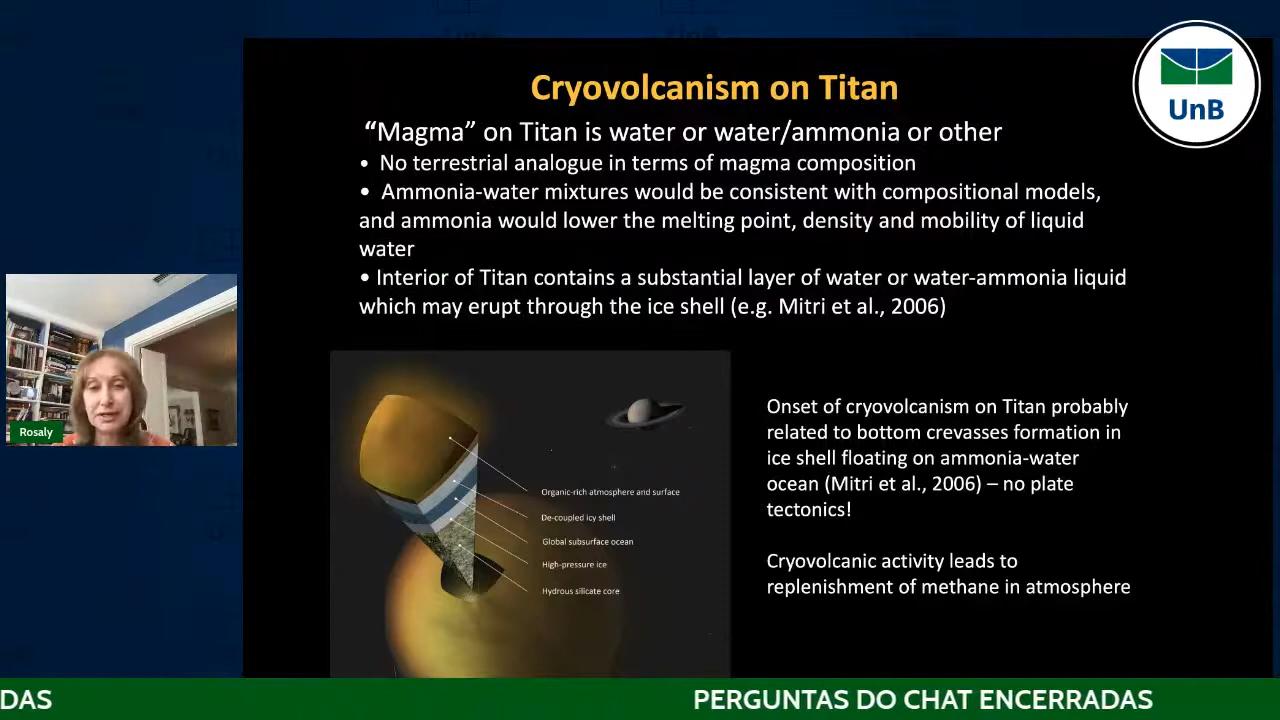 Cryovolcanism on Titan
UnB
“Magma” on Titan is water or water/ammonia or other
• No terrestrial analogue in terms of magma composition
• Ammonia-water mixtures would be consistent with compositional models,
and ammonia would lower the melting point, density and mobility of liquid
water
• Interior of Titan contains a substantial layer of water or water-ammonia liquid
which may erupt through the ice shell (e.g. Mitri et al., 2006)
Rosaly
Organic-rich atmosphere and surface
De-coupled icy shell
Global subsurface ocean
High-pressure ice
Hydrous silicate core
Onset of cryovolcanism on Titan probably
related to bottom crevasses formation in
ice shell floating on ammonia-water
ocean (Mitri et al., 2006) – no plate
tectonics!
Cryovolcanic activity leads to
replenishment of methane in atmosphere
DAS
PERGUNTAS DO CHAT ENCERRADAS